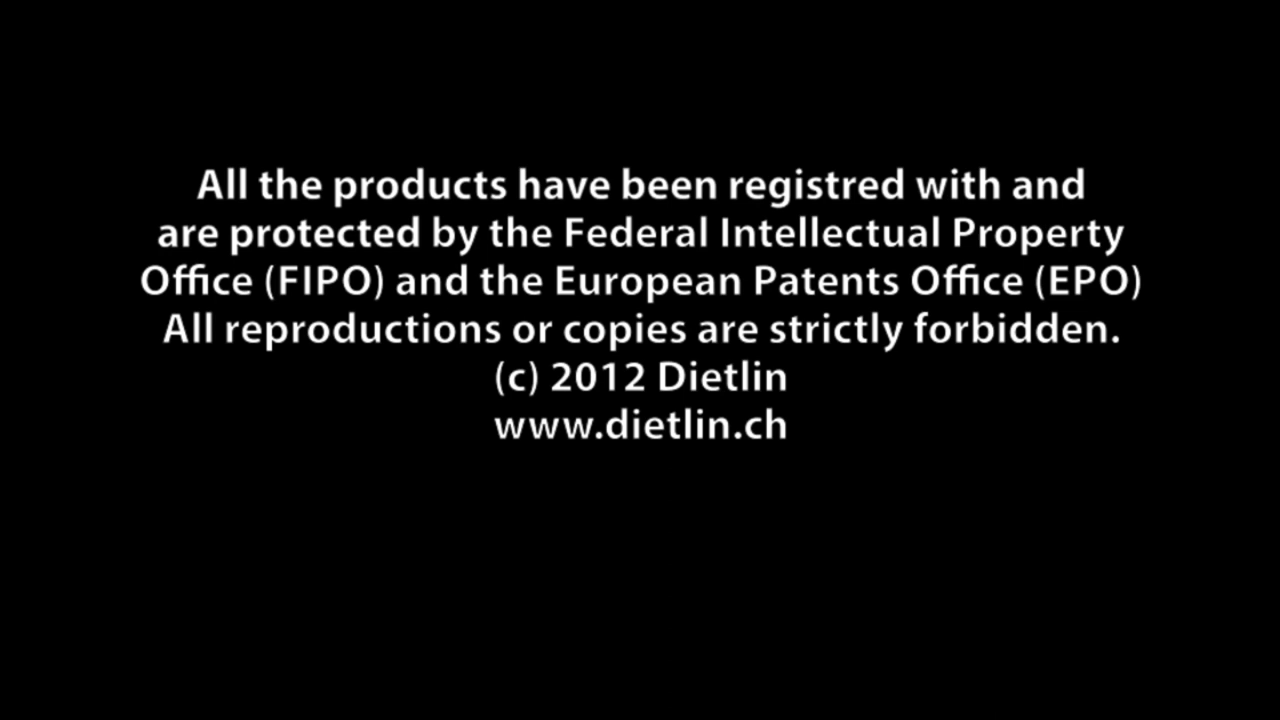 All the products have been registred with and
are protected by the Federal Intellectual Property
Office (FIPO) and the European Patents Office (EPO)
All reproductions or copies are strictly forbidden.
(c) 2012 Dietlin
www.dietlin.ch